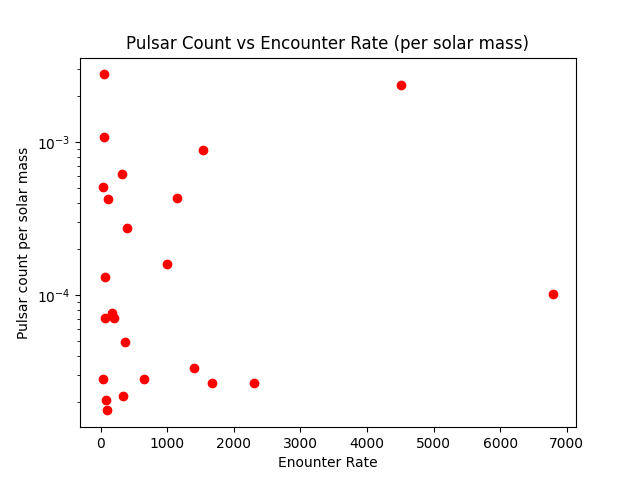 Pulsar Count vs Encounter Rate (per solar mass)
Pulsar count per solar mass
10⁻³
10⁻⁴
0 1000 2000 3000 4000 5000 6000 7000
Enounter Rate